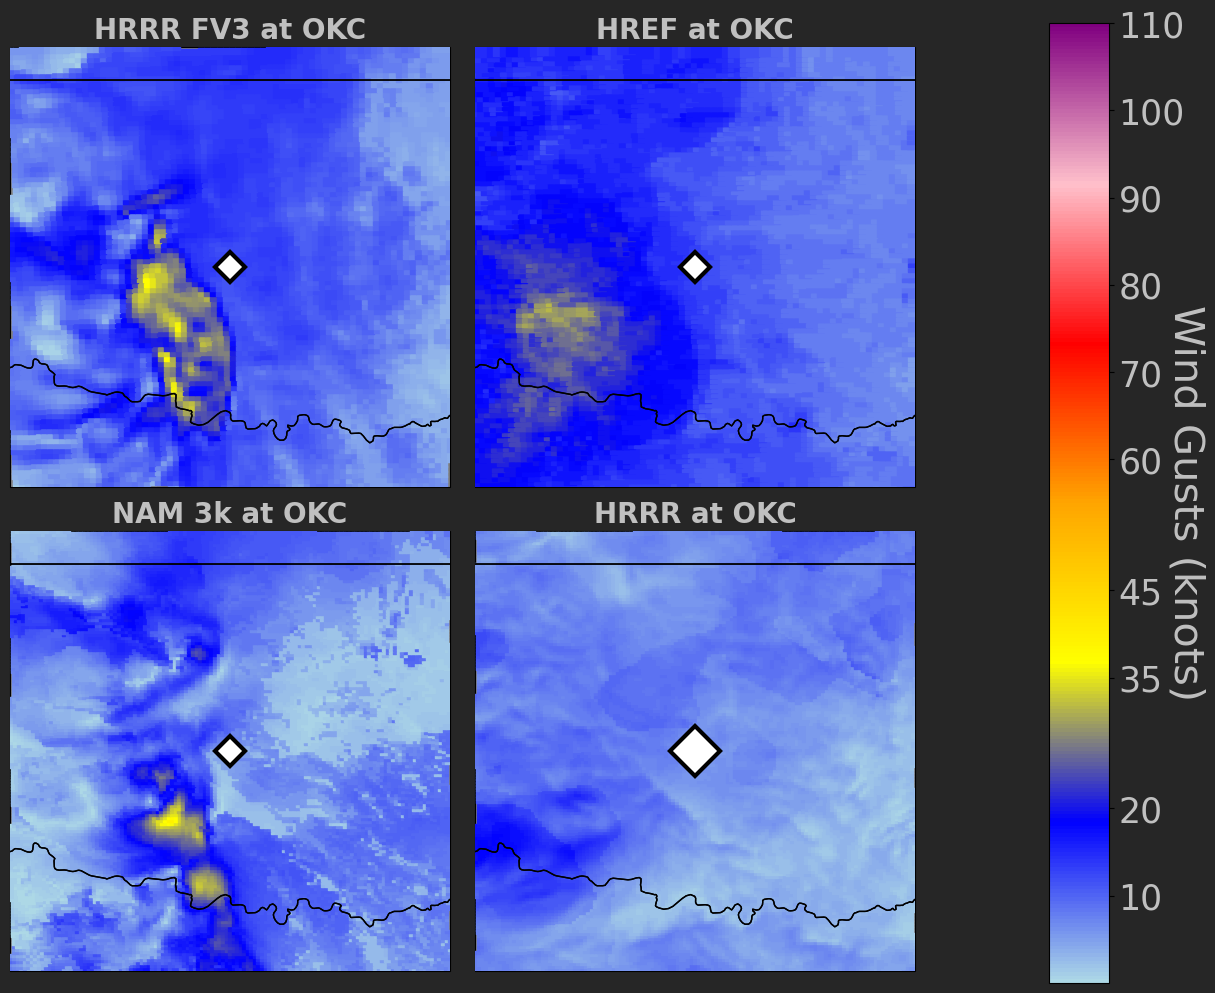 HRRR FV3 at OKC
HREF at OKC
NAM 3k at OKC
HRRR at OKC
110
100
90
80
70
60
45
35
20
10
Wind Gusts (knots)